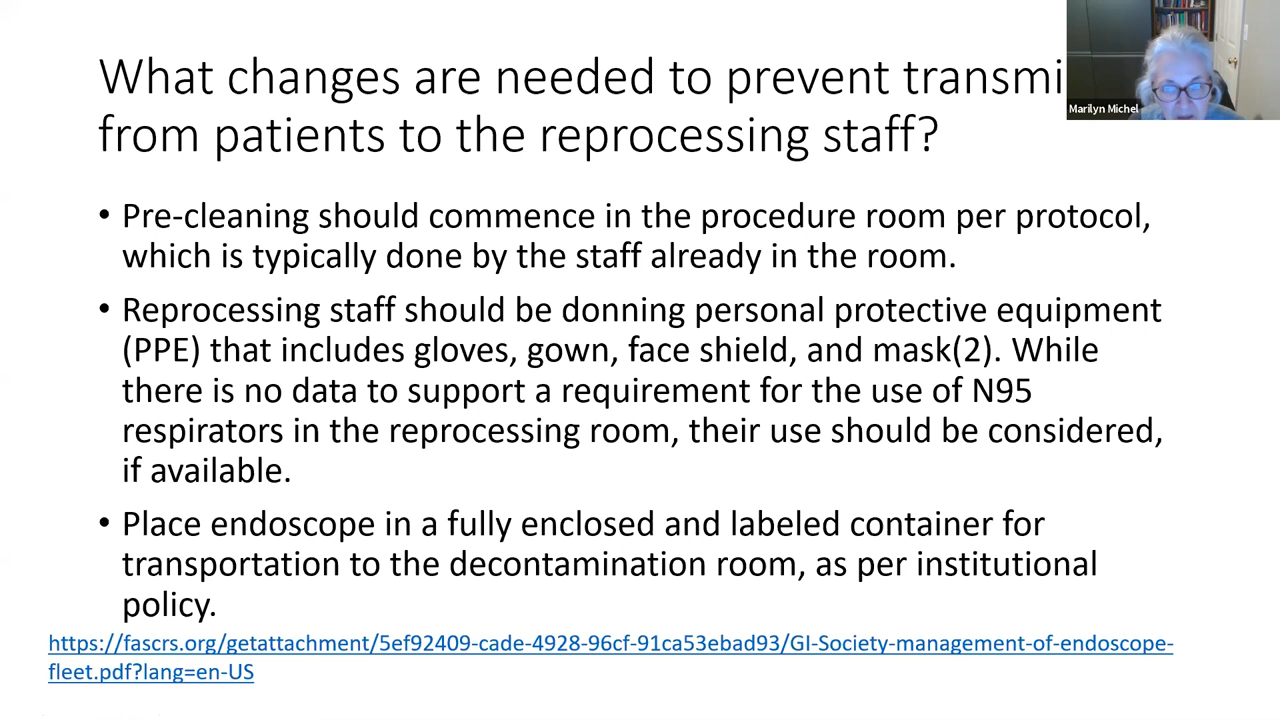 What changes are needed to prevent transmi
from patients to the reprocessing staff?
Marilyn Michel
• Pre-cleaning should commence in the procedure room per protocol,
which is typically done by the staff already in the room.
• Reprocessing staff should be donning personal protective equipment
(PPE) that includes gloves, gown, face shield, and mask(2). While
there is no data to support a requirement for the use of N95
respirators in the reprocessing room, their use should be considered,
if available.
• Place endoscope in a fully enclosed and labeled container for
transportation to the decontamination room, as per institutional
policy.
https://fascrs.org/getattachment/5ef92409-cade-4928-96cf-91ca53ebad93/GI-Society-management-of-endoscope-
fleet.pdf?lang=en-US